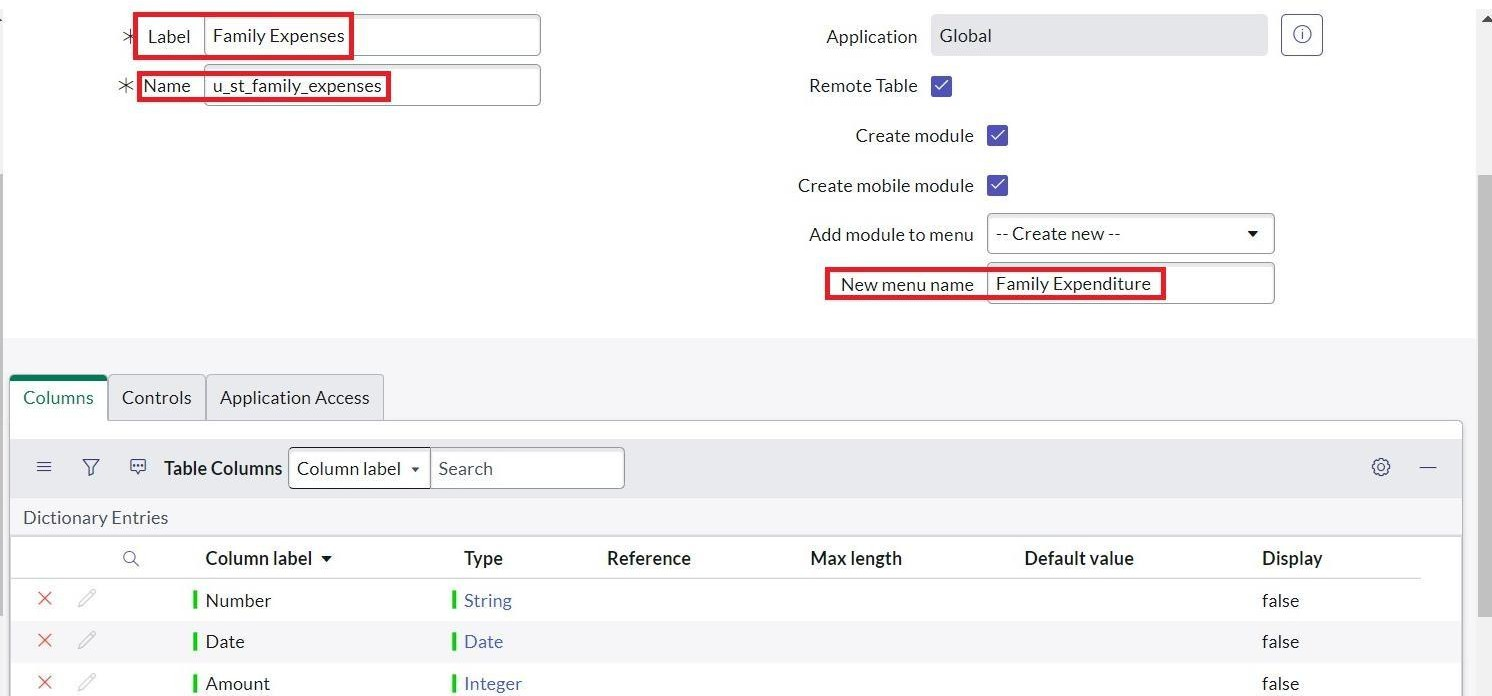 * Label Family Expenses Application Global
* Name u_st_family_expenses Remote Table
Create module
Create mobile module
Add module to menu -- Create new --
New menu name Family Expenditure
Columns Controls Application Access
Table Columns Column label Search
Dictionary Entries
Column label Type Reference Max length Default value Display
Number String false
Date Date false
Amount Integer false